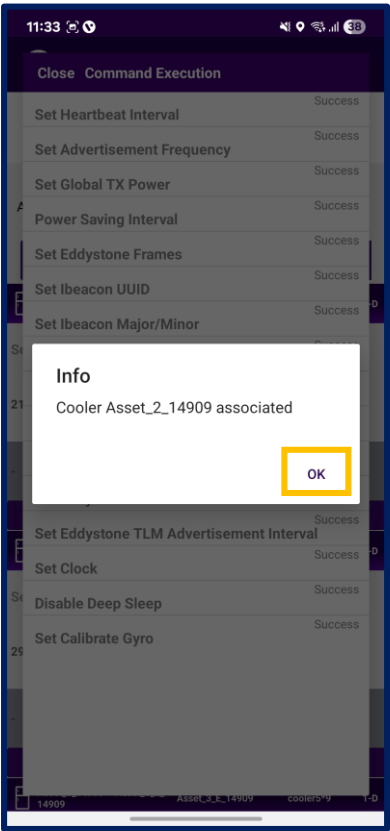 11:33
38
Close Command Execution
Success
Set Heartbeat Interval
Success
Set Advertisement Frequency
Success
Set Global TX Power
Success
Power Saving Interval
Success
Set Eddystone Frames
Success
Set Ibeacon UUID
Success
Set Ibeacon Major/Minor
Info
Cooler Asset_2_14909 associated
OK
Success
Set Eddystone TLM Advertisement Interval
Success
Set Clock
Success
Disable Deep Sleep
Success
Set Calibrate Gyro
14909 Asset_3_E_14909 cooler5*9 T-D